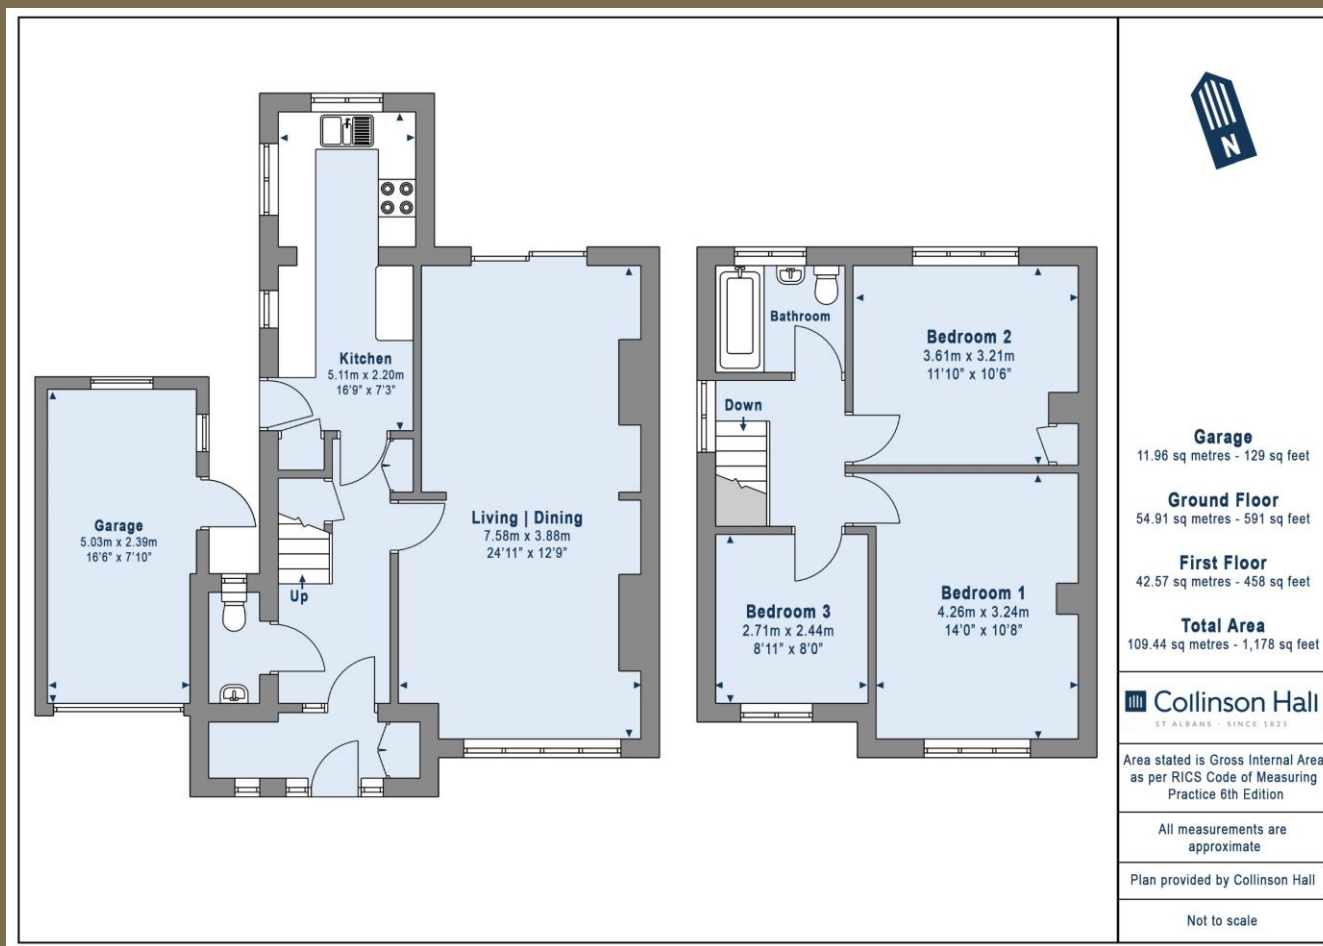 Kitchen
5.11m x 2.20m
16'9" x 7'3"
Garage
5.03m x 2.39m
16'6" x 7'10"
Living | Dining
7.58m x 3.88m
24'11" x 12'9"
Up
Bathroom
Bedroom 2
3.61m x 3.21m
11'10" x 10'6"
Down
Bedroom 3
2.71m x 2.44m
8'11" x 8'0"
Bedroom 1
4.26m x 3.24m
14'0" x 10'8"
N
Garage
11.96 sq metres - 129 sq feet
Ground Floor
54.91 sq metres - 591 sq feet
First Floor
42.57 sq metres - 458 sq feet
Total Area
109.44 sq metres - 1,178 sq feet
Collinson Hall
ST ALBANS - SINCE 1825
Area stated is Gross Internal Area
as per RICS Code of Measuring
Practice 6th Edition
All measurements are
approximate
Plan provided by Collinson Hall
Not to scale